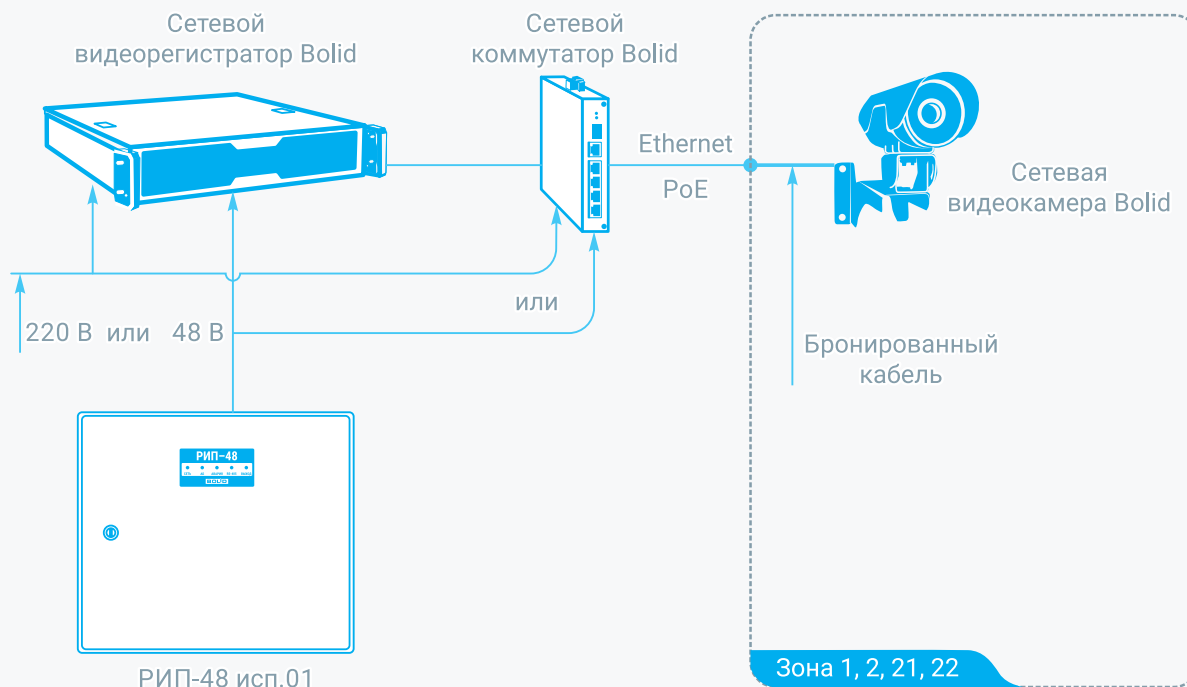 Сетевой
видеорегистратор Bolid
Сетевой
коммутатор Bolid
Ethernet
PoE
Сетевая
видеокамера Bolid
или
220 В или 48 В
Бронированный
кабель
РИП-48
BOLID
РИП-48 исп.01
Зона 1, 2, 21, 22